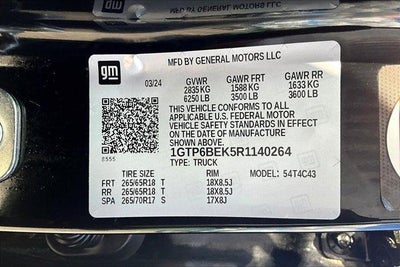 MFD BY GENERAL MOTORS LLC
gm
03/24
GVWR GAWR FRT GAWR RR
2835 KG 1588 KG 1633 KG
6250 LB 3500 LB 3600 LB
THIS VEHICLE CONFORMS TO ALL
APPLICABLE U.S. FEDERAL MOTOR
VEHICLE SAFETY STANDARDS IN EFFECT
ON THE DATE OF MANUFACTURE
SHOWN ABOVE.
8555
1GTP6BEK5R1140264
TYPE: TRUCK
TIRE SIZE RIM MODEL: 54T4C43
FRT 265/65R18 T 18X8.5J
RR 265/65R18 T 18X8.5J
SPA 265/70R17 S 17X8J